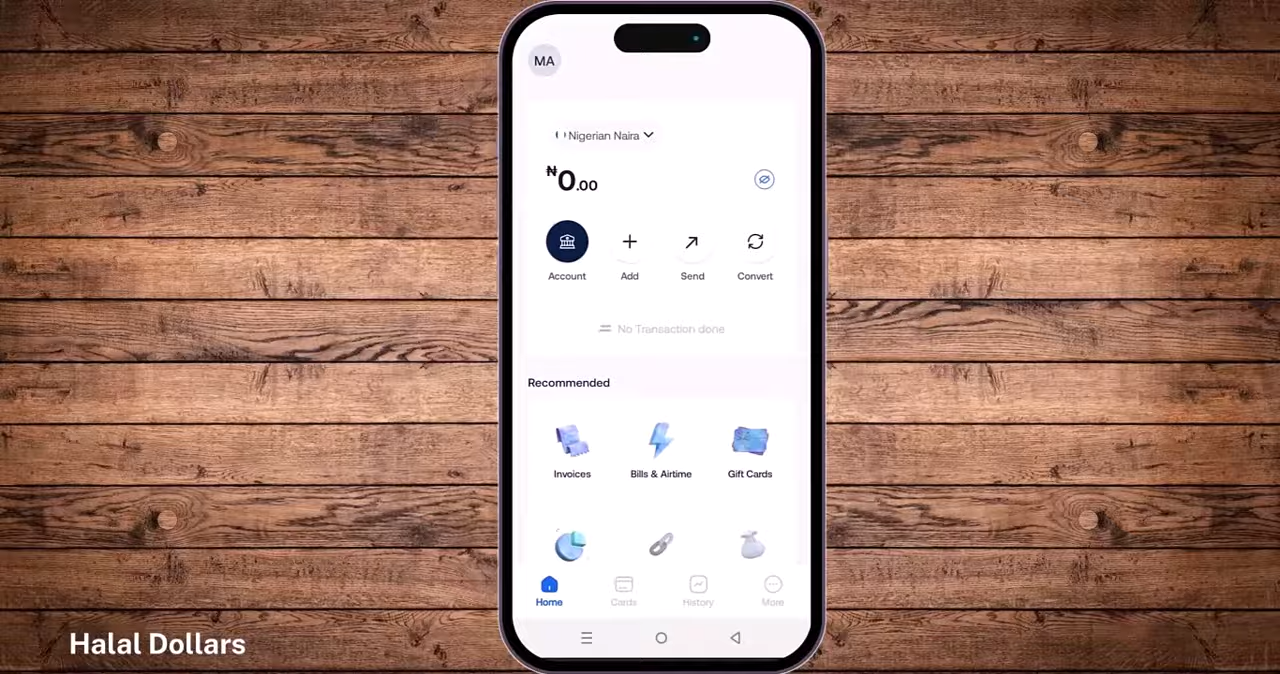 MA
Nigerian Naira
₦0.00
Account Add Send Convert
No Transaction done
Recommended
Invoices Bills & Airtime Gift Cards
Home Cards History More
Halal Dollars